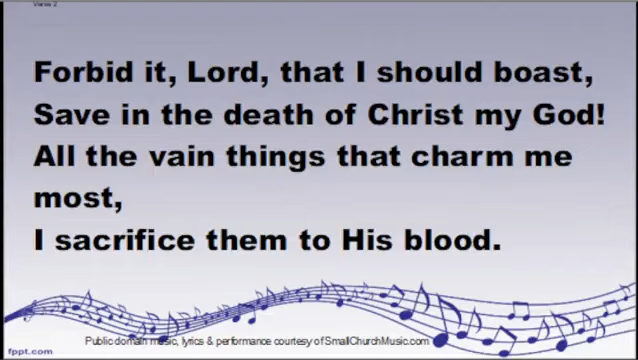 Verse 2
Forbid it, Lord, that I should boast,
Save in the death of Christ my God!
All the vain things that charm me
most,
I sacrifice them to His blood.
Public domain music, lyrics & performance courtesy of SmallChurchMusic.com
fppt.com